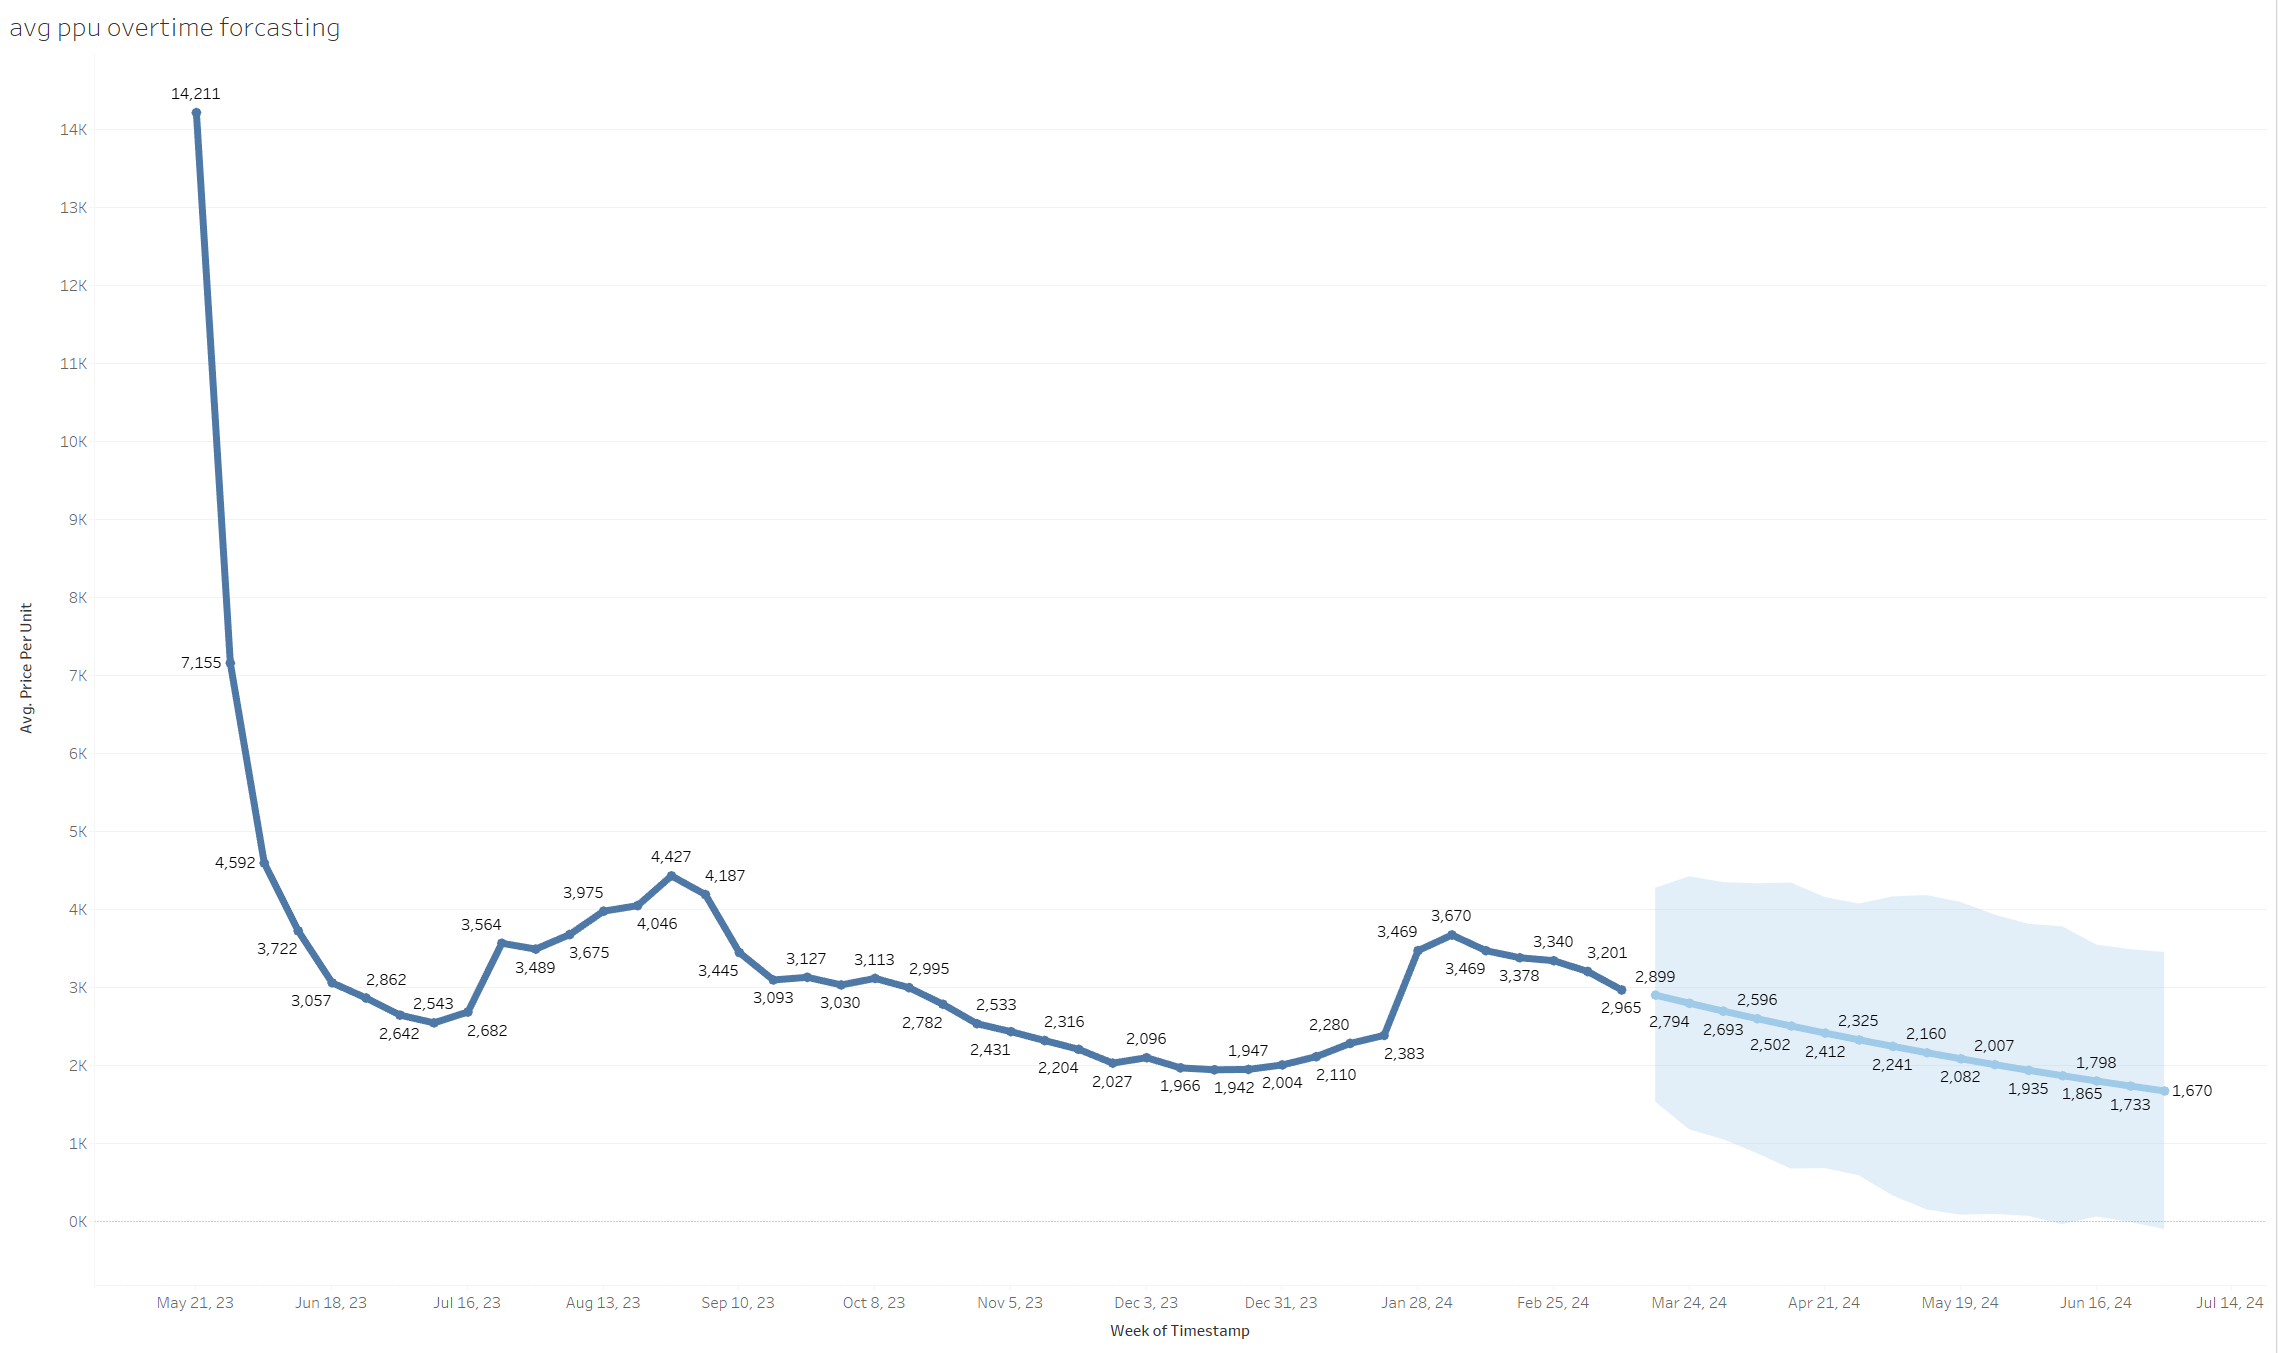 avg ppu overtime forcasting
14,211
14K
13K
12K
11K
10K
9K
8K
7K
6K
5K
4K
3K
2K
1K
0K
Avg. Price Per Unit
7,155
4,592
3,722
3,057
2,862
2,642
2,543
2,682
3,564
3,489
3,675
3,975
4,046
4,427
4,187
3,445
3,093
3,127
3,030
3,113
2,995
2,782
2,533
2,431
2,316
2,204
2,027
2,096
1,966
1,942
1,947
2,004
2,110
2,280
2,383
3,469
3,670
3,469
3,378
3,340
3,201
2,965
2,899
2,794
2,693
2,596
2,502
2,412
2,325
2,241
2,160
2,082
2,007
1,935
1,865
1,798
1,733
1,670
May 21, 23
Jun 18, 23
Jul 16, 23
Aug 13, 23
Sep 10, 23
Oct 8, 23
Nov 5, 23
Dec 3, 23
Dec 31, 23
Jan 28, 24
Feb 25, 24
Mar 24, 24
Apr 21, 24
May 19, 24
Jun 16, 24
Jul 14, 24
Week of Timestamp